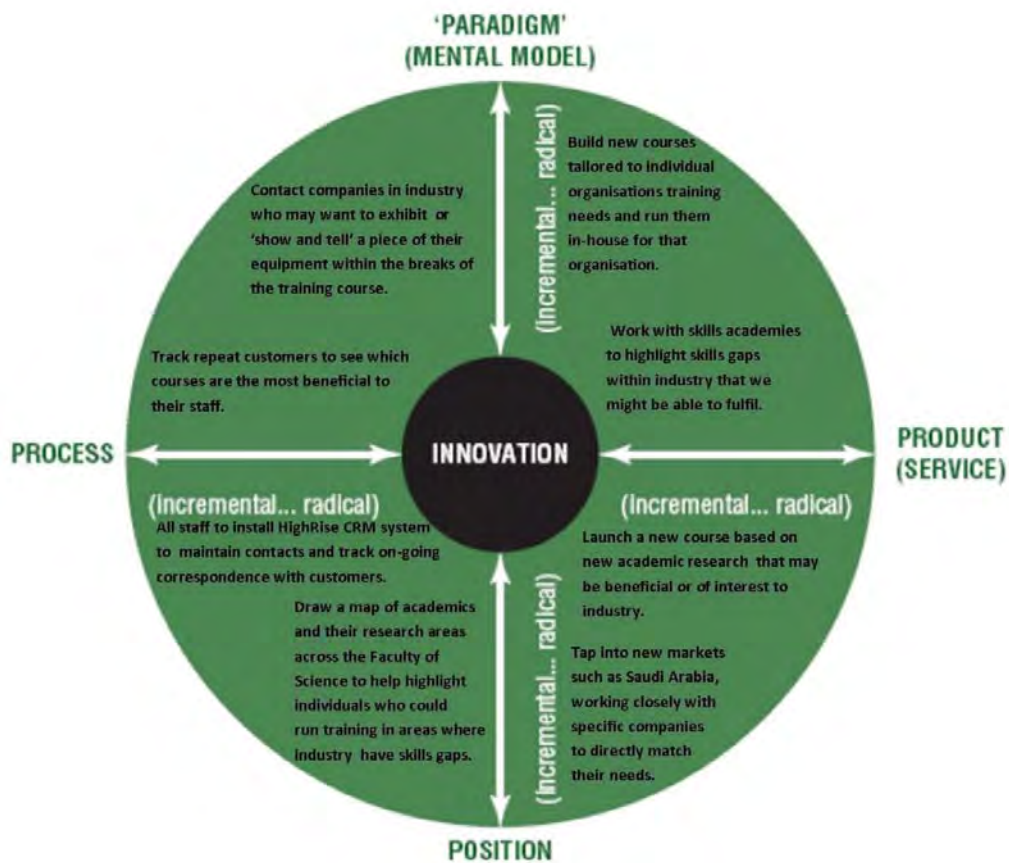 'PARADIGM'
(MENTAL MODEL)
(incremental... radical)
Build new courses
tailored to individual
organisations training
needs and run them
in-house for that
organisation.
Contact companies in industry
who may want to exhibit or
'show and tell' a piece of their
equipment within the breaks of
the training course.
Work with skills academies
to highlight skills gaps
within industry that we
might be able to fulfil.
Track repeat customers to see which
courses are the most beneficial to
their staff.
PROCESS
INNOVATION
PRODUCT
(SERVICE)
(incremental... radical)
(incremental... radical)
All staff to install HighRise CRM system
to maintain contacts and track on-going
correspondence with customers.
Launch a new course based on
new academic research that may
be beneficial or of interest to
industry.
Draw a map of academics
and their research areas
across the Faculty of
Science to help highlight
individuals who could
run training in areas where
industry have skills gaps.
(incremental... radical)
Tap into new markets
such as Saudi Arabia,
working closely with
specific companies
to directly match
their needs.
POSITION